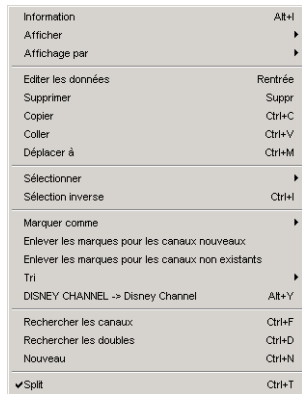 Information Alt+I
Afficher
Affichage par
Editer les données Rentrée
Supprimer Suppr
Copier Ctrl+C
Coller Ctrl+V
Déplacer à Ctrl+M
Sélectionner
Sélection inverse Ctrl+I
Marquer comme
Enlever les marques pour les canaux nouveaux
Enlever les marques pour les canaux non existants
Tri
DISNEY CHANNEL -> Disney Channel Alt+Y
Rechercher les canaux Ctrl+F
Rechercher les doubles Ctrl+D
Nouveau Ctrl+N
Split Ctrl+T